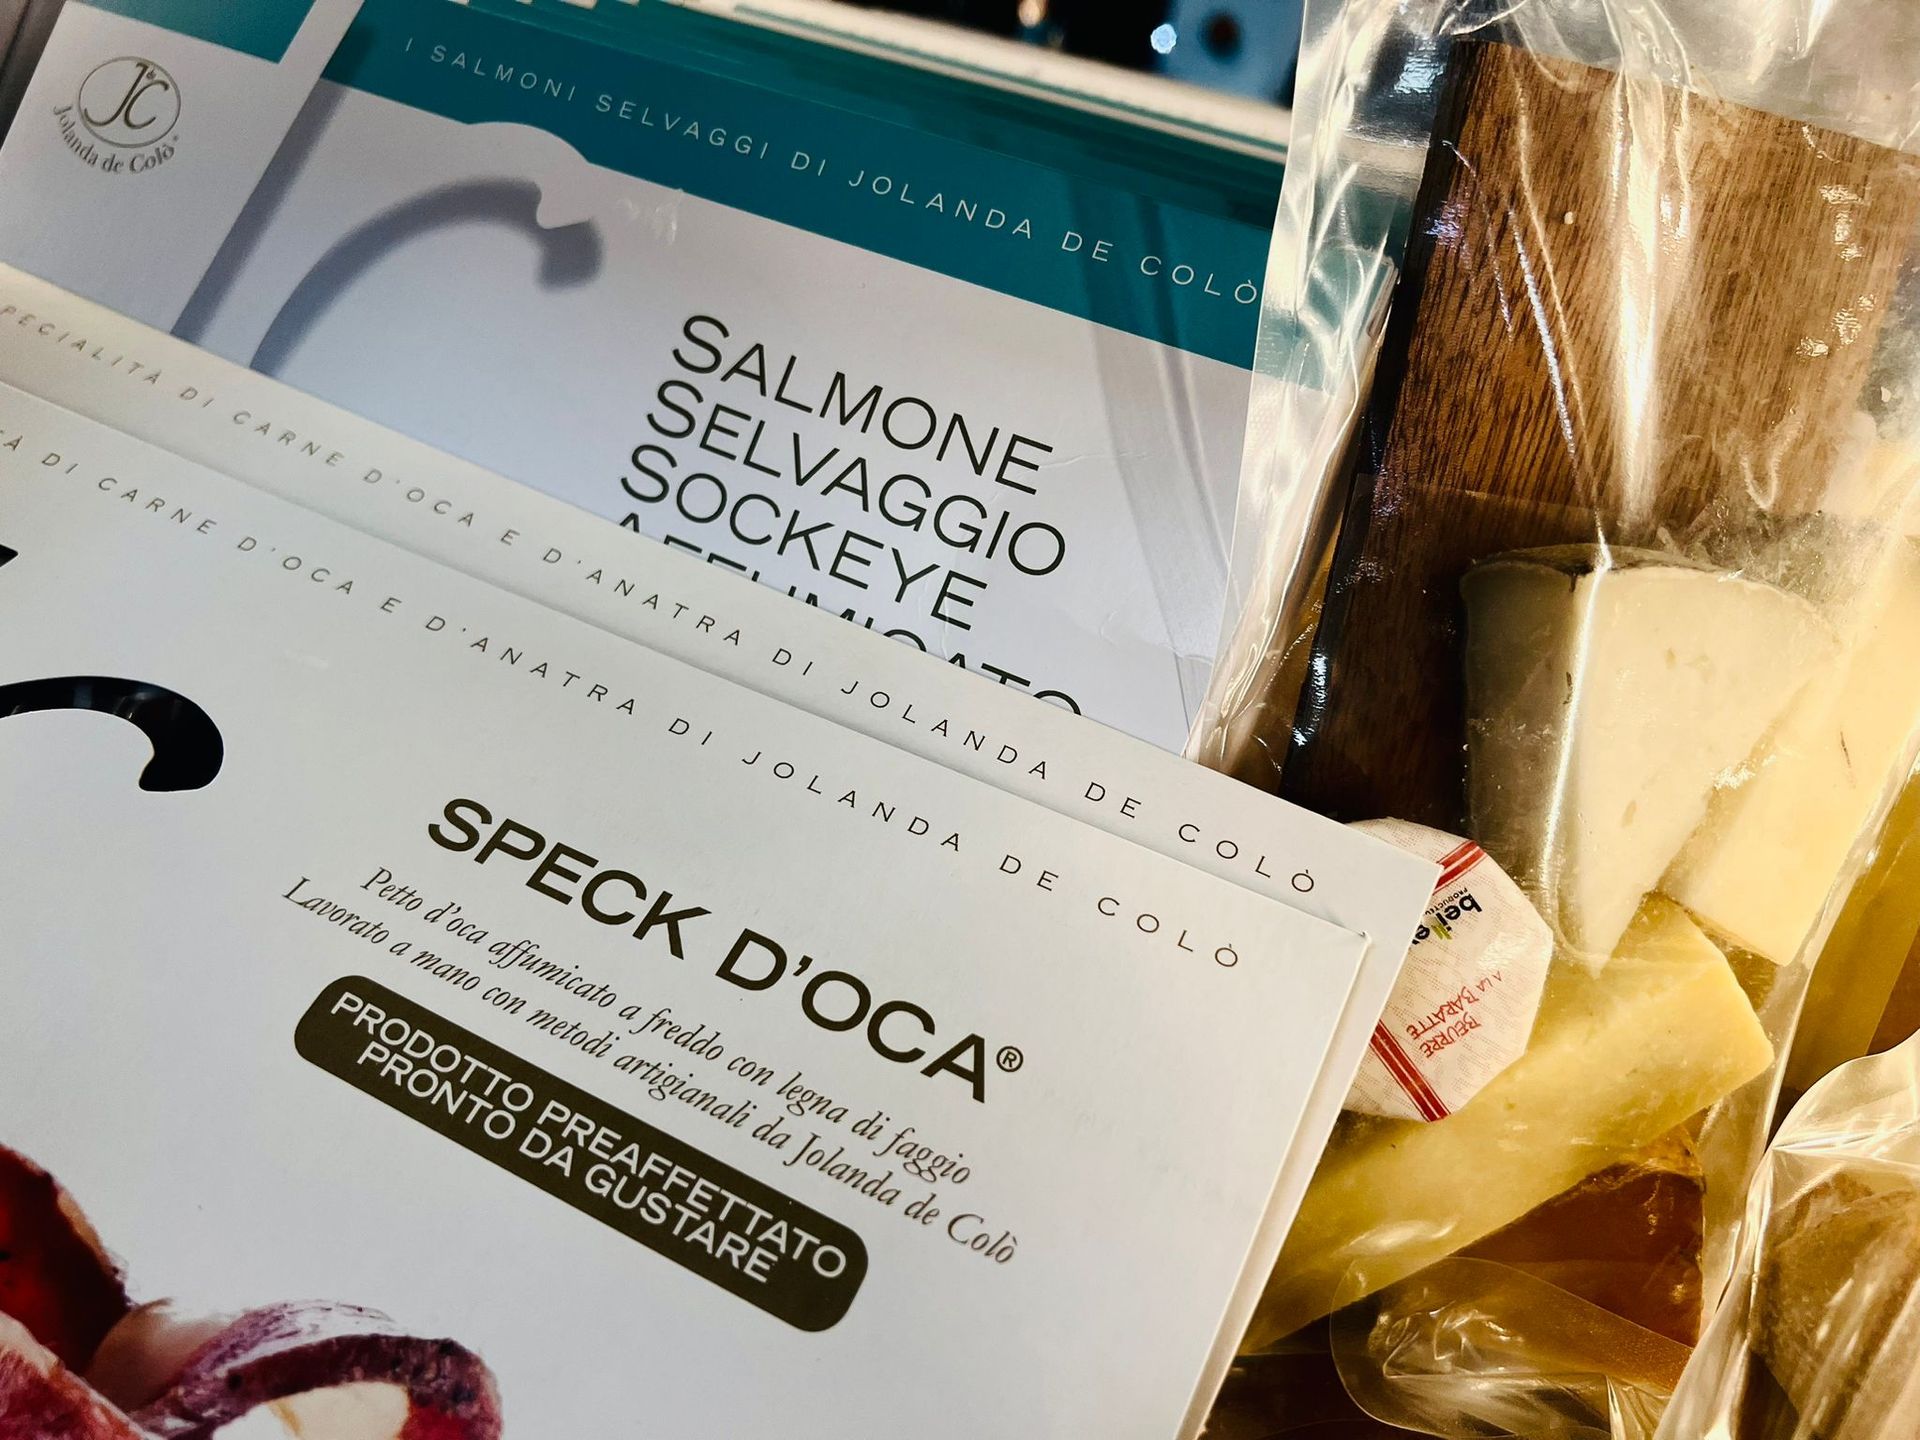 JdC
Jolanda de Colò
I SALMONI SELVAGGI DI JOLANDA DE COLÒ
SALMONE
SELVAGGIO
SOCKEYE
AFFUMICATO
DI CARNE D'OCA E D'ANATRA DI JOLANDA DE COLÒ
DI CARNE D'OCA E D'ANATRA DI JOLANDA DE COLÒ
SPECK D'OCA®
Petto d'oca affumicato a freddo con legna di faggio
Lavorato a mano con metodi artigianali da Jolanda de Colò
PRODOTTO PREAFFETTATO
PRONTO DA GUSTARE
BEURRE
A LA BARATTE